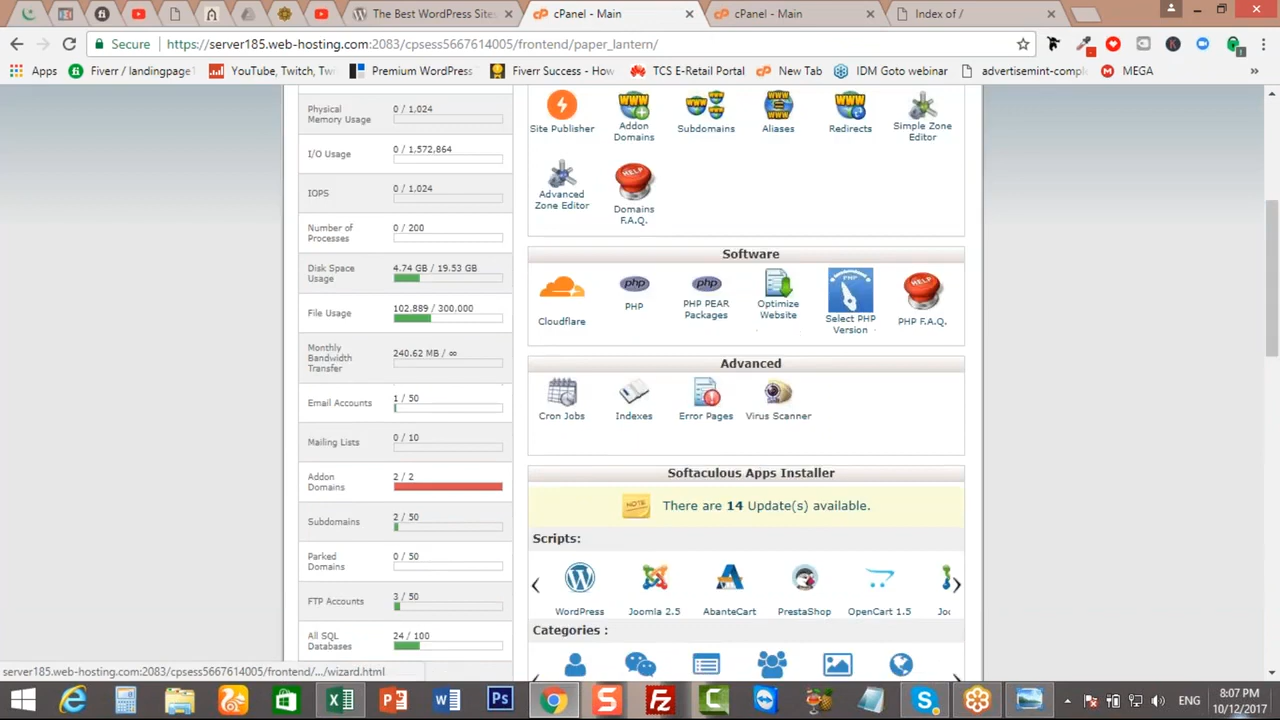 The Best WordPress Sites
cPanel - Main
cPanel - Main
Index of /
Secure
https://server185.web-hosting.com:2083/cpsess5667614005/frontend/paper_lantern/
Apps
Fiverr / landingpage
YouTube, Twitch, Tw
Premium WordPress
Fiverr Success - How
TCS E-Retail Portal
New Tab
IDM Goto webinar
advertisemint-comple
MEGA
»
Physical
Memory Usage
0 / 1,024
I/O Usage
0 / 1,572,864
IOPS
0 / 1,024
Number of
Processes
0 / 200
Disk Space
Usage
4.74 GB / 19.53 GB
File Usage
102,889 / 300,000
Monthly
Bandwidth
Transfer
240.62 MB / ∞
Email Accounts
1 / 50
Mailing Lists
0 / 10
Addon
Domains
2 / 2
Subdomains
2 / 50
Parked
Domains
0 / 50
FTP Accounts
3 / 50
All SQL
Databases
24 / 100
Site Publisher
Addon
Domains
Subdomains
Aliases
Redirects
Simple Zone
Editor
Advanced
Zone Editor
Domains
F.A.Q.
Software
Cloudflare
PHP
PHP PEAR
Packages
Optimize
Website
Select PHP
Version
PHP F.A.Q.
Advanced
Cron Jobs
Indexes
Error Pages
Virus Scanner
Softaculous Apps Installer
NOTE
There are 14 Update(s) available.
Scripts:
WordPress
Joomla 2.5
AbanteCart
PrestaShop
OpenCart 1.5
Joc
Categories :
server185.web-hosting.com:2083/cpsess5667614005/frontend/.../wizard.html
ENG
8:07 PM
10/12/2017